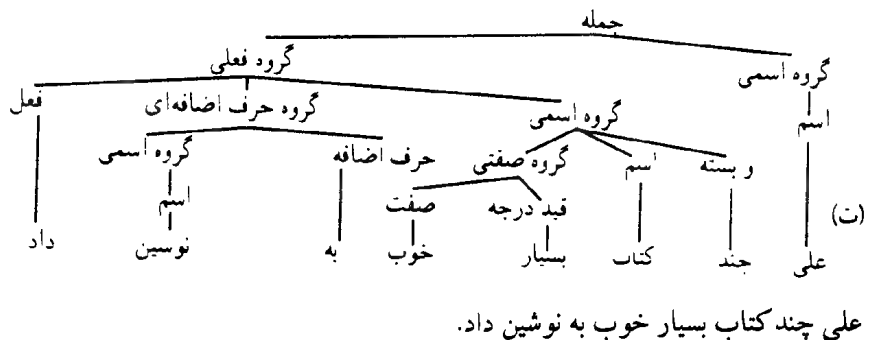 جمله
گروه اسمی گروه فعلی
اسم گروه اسمی گروه حرف اضافه‌ای فعل
وبسته اسم گروه صفتی حرف اضافه گروه اسمی
قید درجه صفت اسم
(ت) علی چند کتاب بسیار خوب به نوشین داد
علی چند کتاب بسیار خوب به نوشین داد.